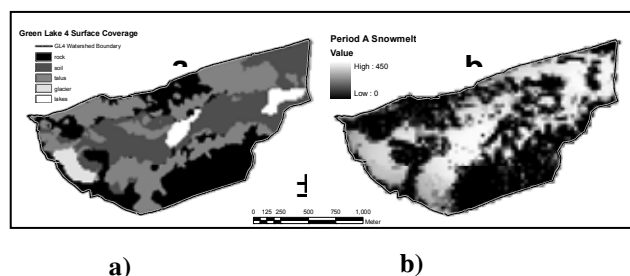 Green Lake 4 Surface Coverage
GL4 Watershed Boundary
rock
soil
talus
glacier
lakes
a
Period A Snowmelt
Value
High : 450
Low : 0
b
0 125 250 500 750 1,000
Meter
a)
b)